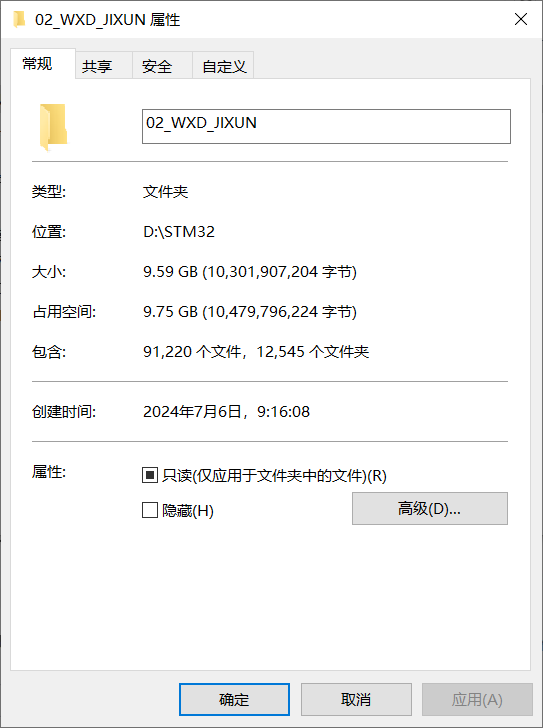 02_WXD_JIXUN 属性
常规 共享 安全 自定义
02_WXD_JIXUN
类型: 文件夹
位置: D:\STM32
大小: 9.59 GB (10,301,907,204 字节)
占用空间: 9.75 GB (10,479,796,224 字节)
包含: 91,220 个文件，12,545 个文件夹
创建时间: 2024年7月6日，9:16:08
属性: 只读(仅应用于文件夹中的文件)(R)
隐藏(H) 高级(D)...
确定 取消 应用(A)